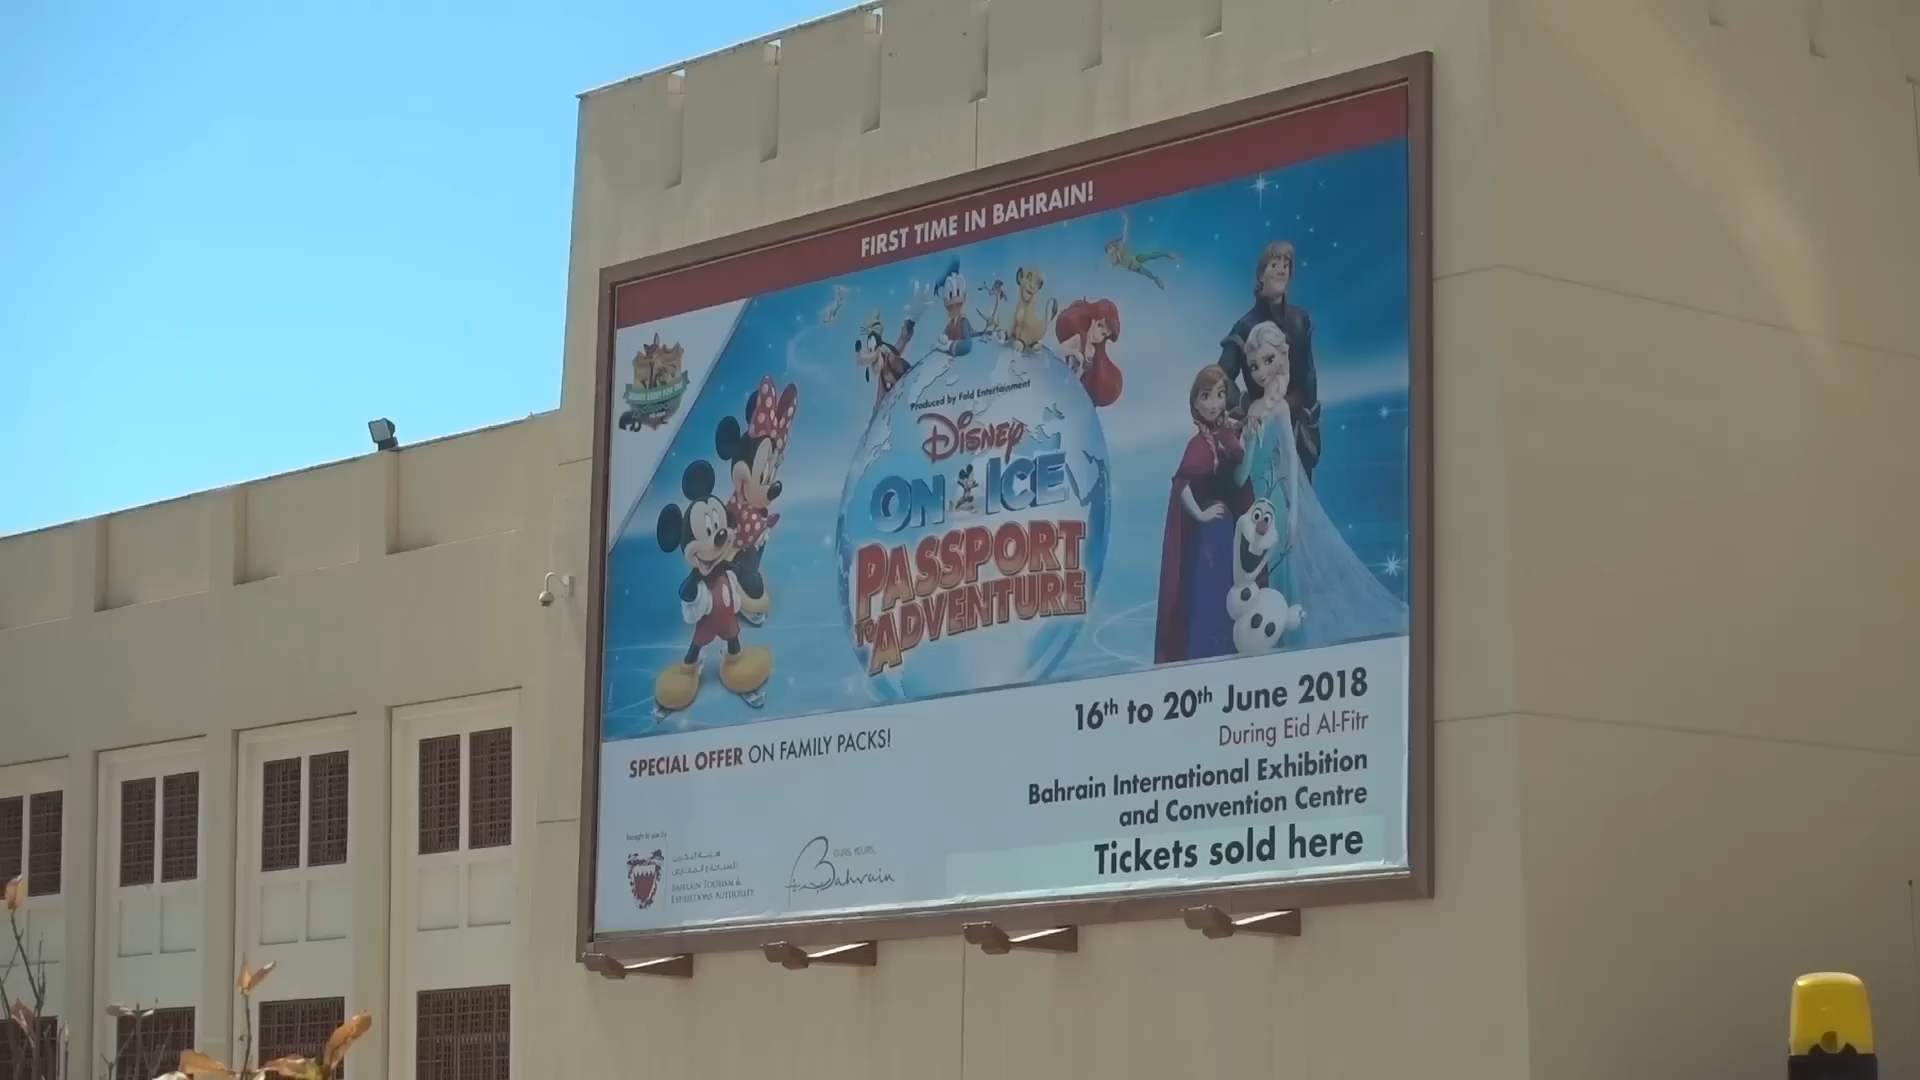 FIRST TIME IN BAHRAIN!
Produced by Feld Entertainment
DISNEY
ON ICE
PASSPORT
TO ADVENTURE
16th to 20th June 2018
During Eid Al-Fitr
SPECIAL OFFER ON FAMILY PACKS!
Bahrain International Exhibition
and Convention Centre
Tickets sold here
brought to you by
BAHRAIN TOURISM &
EXHIBITIONS AUTHORITY
OURS. YOURS.
Bahrain